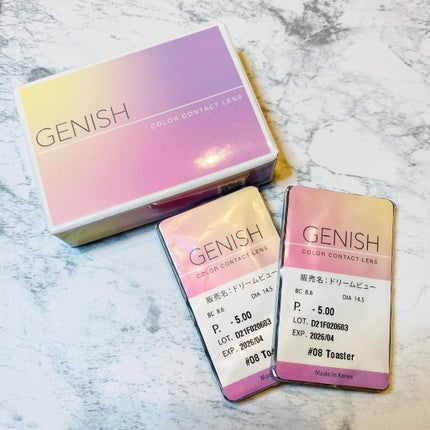 GENISH
COLOR CONTACT LENS
GENISH
COLOR CONTACT LENS
販売名：ドリームビュー
BC 8.6 DIA 14.5
P. - 5.00
LOT. D21F020603
EXP. 2026/04
#08 Toaster
Made in
GENISH
COLOR CONTACT LENS
販売名：ドリームビュー
BC 8.6 DIA 14.5
P. - 5.00
LOT. D21F020603
EXP. 2026/04
#08 Toaster
Made in Korea